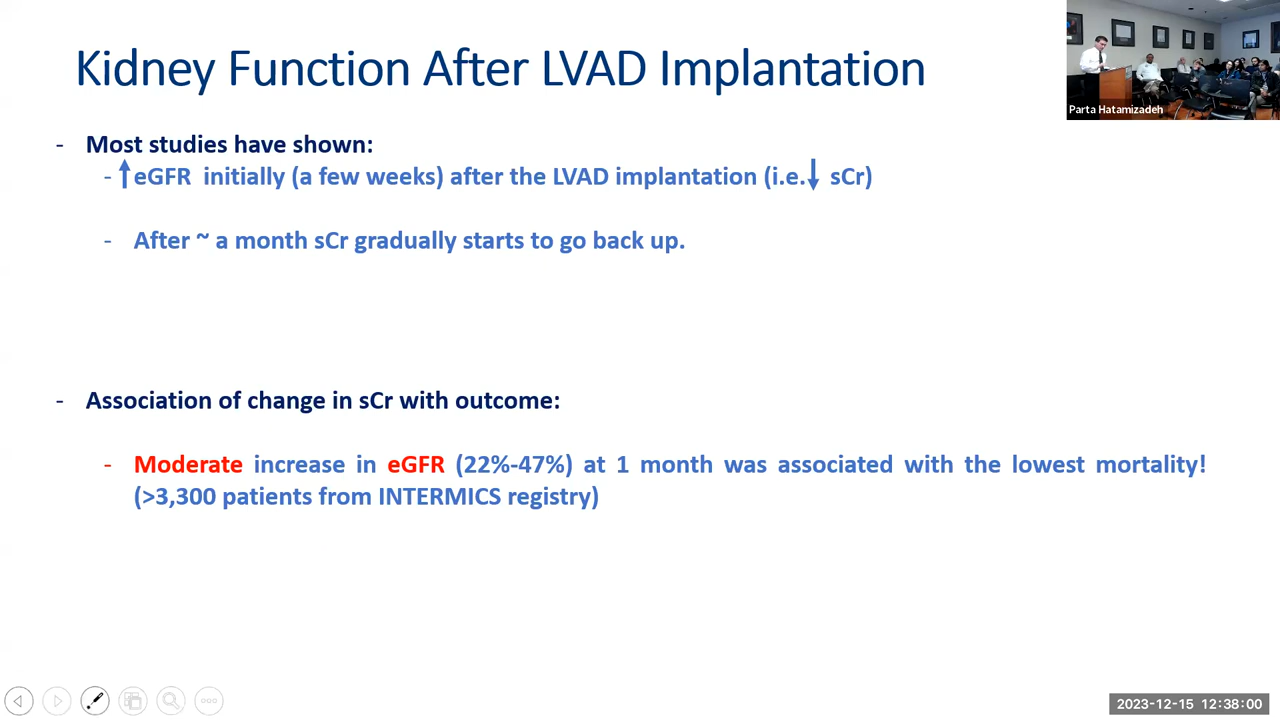 Kidney Function After LVAD Implantation
Parta Hatamizadeh
- Most studies have shown:
- ↑eGFR initially (a few weeks) after the LVAD implantation (i.e.↓ sCr)
- After ~ a month sCr gradually starts to go back up.
- Association of change in sCr with outcome:
- Moderate increase in eGFR (22%-47%) at 1 month was associated with the lowest mortality!
(>3,300 patients from INTERMICS registry)
2023-12-15 12:38:00